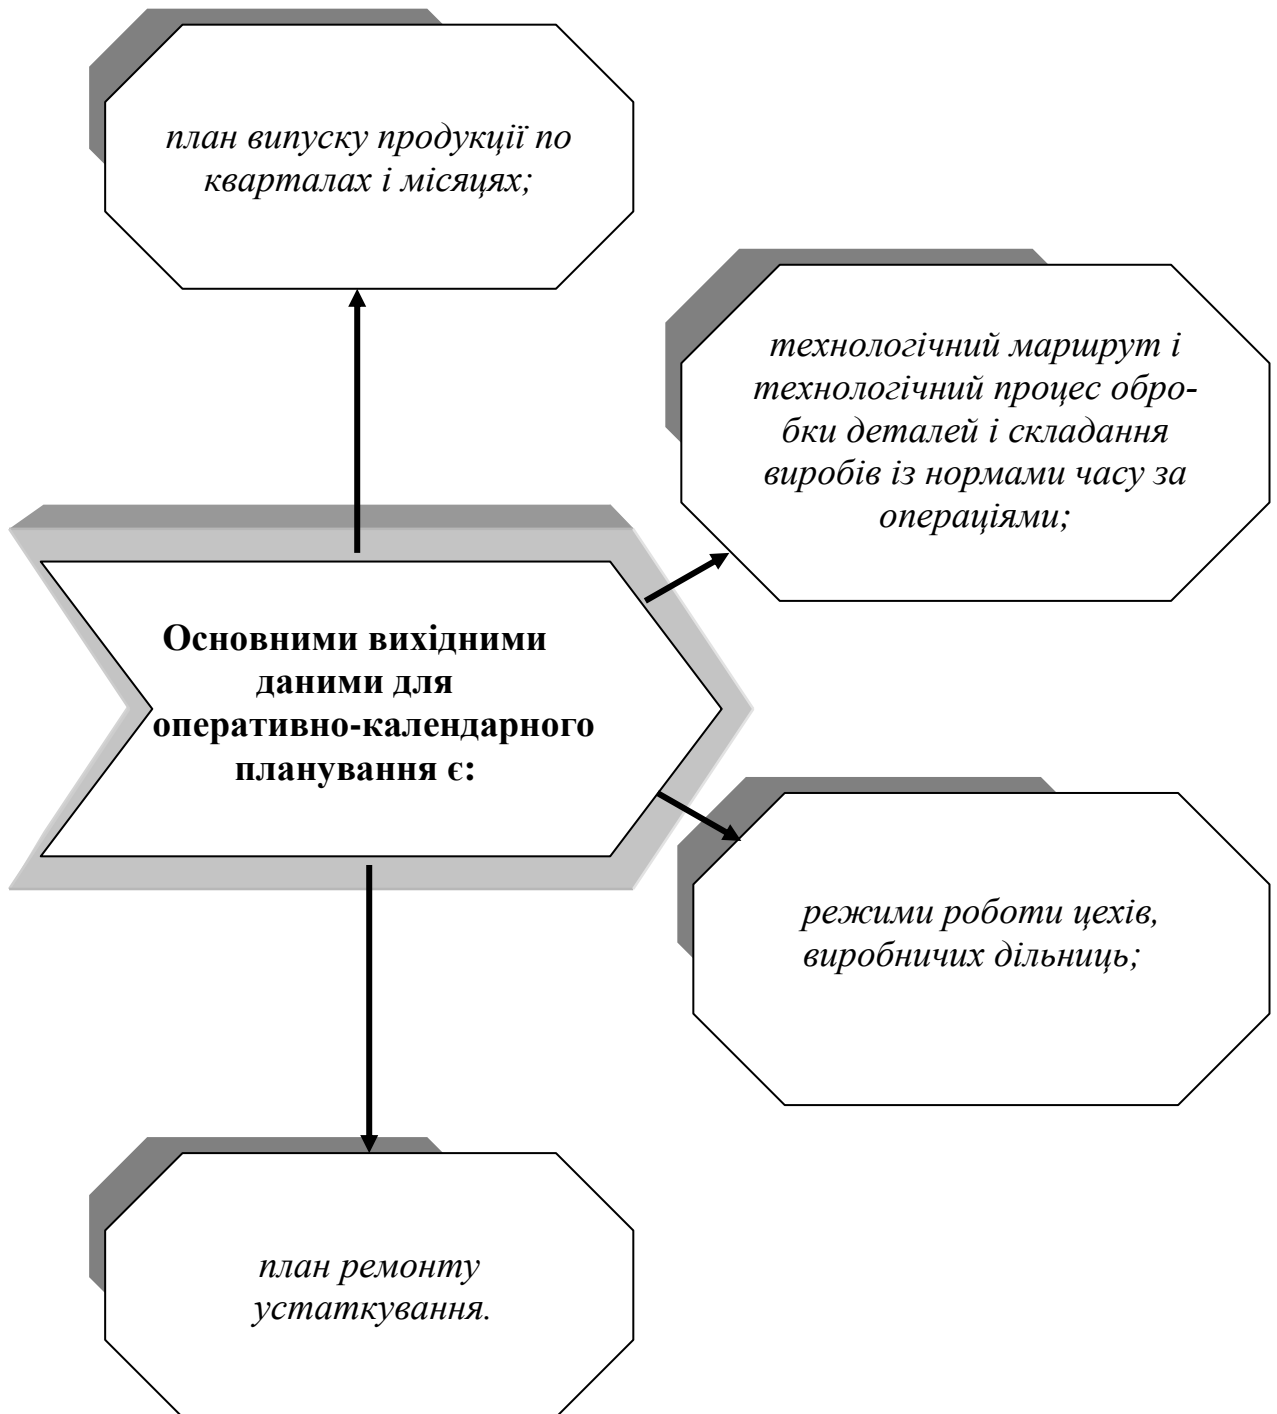 план випуску продукції по
кварталах і місяцях;
технологічний маршрут і
технологічний процес обро-
бки деталей і складання
виробів із нормами часу за
операціями;
Основними вихідними
даними для
оперативно-календарного
планування є:
режими роботи цехів,
виробничих дільниць;
план ремонту
устаткування.